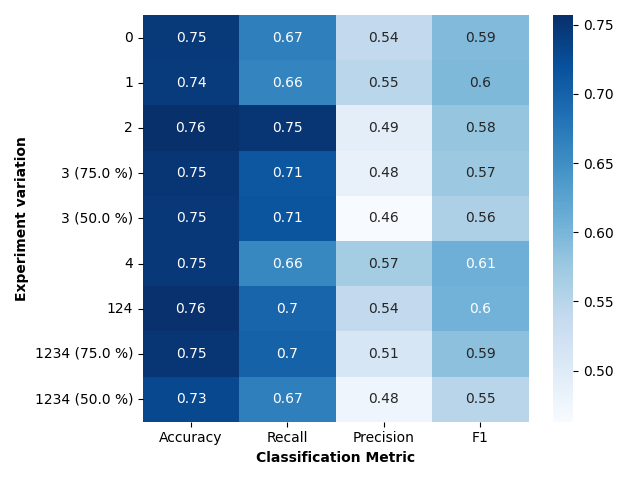 0 0.75 0.67 0.54 0.59 0.75
1 0.74 0.66 0.55 0.6 0.70
2 0.76 0.75 0.49 0.58
3 (75.0 %) 0.75 0.71 0.48 0.57 0.65
3 (50.0 %) 0.75 0.71 0.46 0.56 0.60
4 0.75 0.66 0.57 0.61
124 0.76 0.7 0.54 0.6 0.55
1234 (75.0 %) 0.75 0.7 0.51 0.59 0.50
1234 (50.0 %) 0.73 0.67 0.48 0.55
Accuracy Recall Precision F1
Classification Metric
Experiment variation